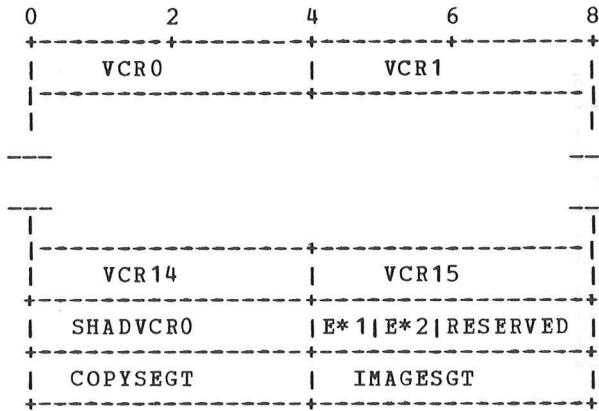 0 2 4 6 8
VCR0 VCR1
VCR14 VCR15
SHADVCR0 |E*1|E*2|RESERVED
COPYSEGT IMAGESGT